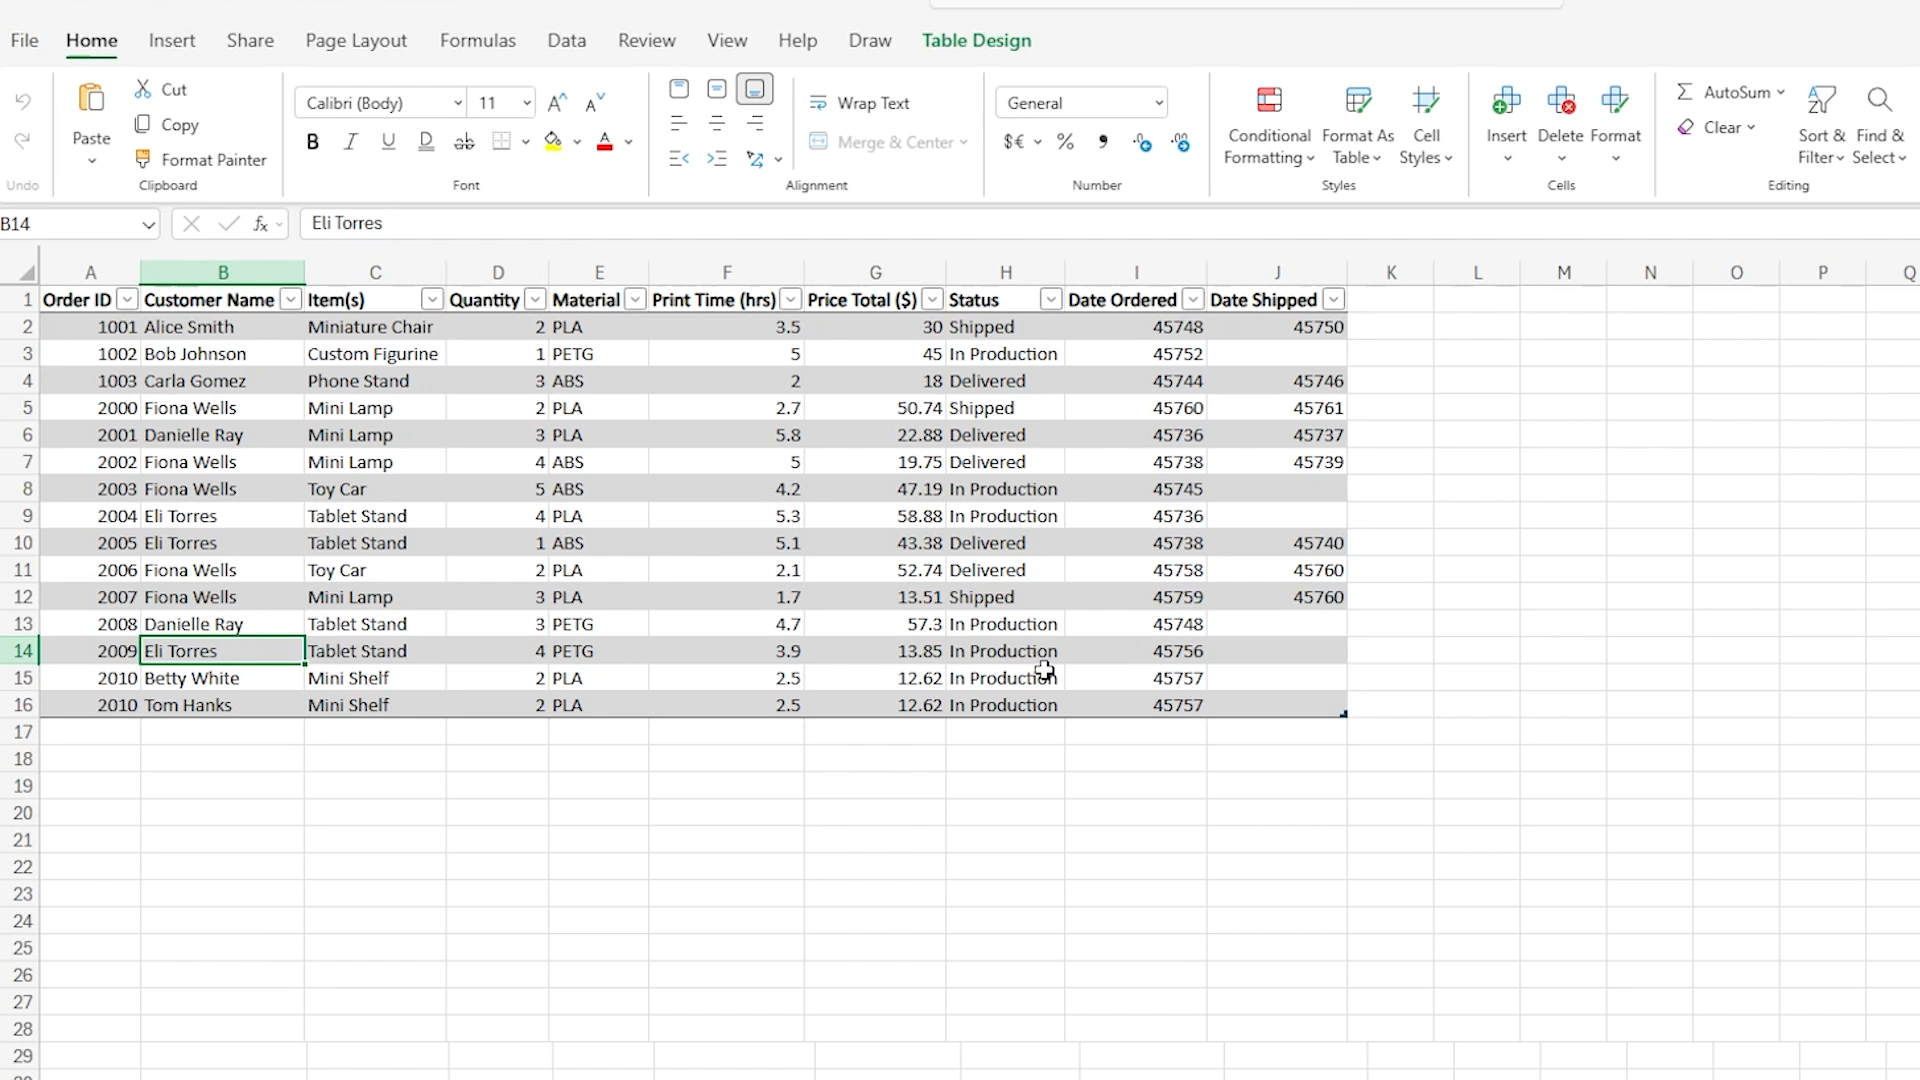 File Home Insert Share Page Layout Formulas Data Review View Help Draw Table Design
Paste
Cut
Copy
Format Painter
Calibri (Body) 11
Wrap Text
Merge & Center
General
Conditional Formatting
Format As Table
Cell Styles
Insert
Delete
Format
AutoSum
Clear
Sort & Filter
Find & Select
Undo Clipboard Font Alignment Number Styles Cells Editing
B14 fx Eli Torres
A B C D E F G H I J K L M N O P Q
1 Order ID Customer Name Item(s) Quantity Material Print Time (hrs) Price Total ($) Status Date Ordered Date Shipped
2 1001 Alice Smith Miniature Chair 2 PLA 3.5 30 Shipped 45748 45750
3 1002 Bob Johnson Custom Figurine 1 PETG 5 45 In Production 45752
4 1003 Carla Gomez Phone Stand 3 ABS 2 18 Delivered 45744 45746
5 2000 Fiona Wells Mini Lamp 2 PLA 2.7 50.74 Shipped 45760 45761
6 2001 Danielle Ray Mini Lamp 3 PLA 5.8 22.88 Delivered 45736 45737
7 2002 Fiona Wells Mini Lamp 4 ABS 5 19.75 Delivered 45738 45739
8 2003 Fiona Wells Toy Car 5 ABS 4.2 47.19 In Production 45745
9 2004 Eli Torres Tablet Stand 4 PLA 5.3 58.88 In Production 45736
10 2005 Eli Torres Tablet Stand 1 ABS 5.1 43.38 Delivered 45738 45740
11 2006 Fiona Wells Toy Car 2 PLA 2.1 52.74 Delivered 45758 45760
12 2007 Fiona Wells Mini Lamp 3 PLA 1.7 13.51 Shipped 45759 45760
13 2008 Danielle Ray Tablet Stand 3 PETG 4.7 57.3 In Production 45748
14 2009 Eli Torres Tablet Stand 4 PETG 3.9 13.85 In Production 45756
15 2010 Betty White Mini Shelf 2 PLA 2.5 12.62 In Production 45757
16 2010 Tom Hanks Mini Shelf 2 PLA 2.5 12.62 In Production 45757
17
18
19
20
21
22
23
24
25
26
27
28
29